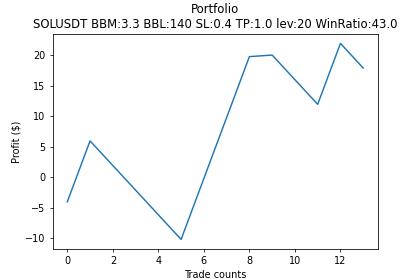 Portfolio
SOLUSDT BBM:3.3 BBL:140 SL:0.4 TP:1.0 lev:20 WinRatio:43.0
20
15
10
5
0
−5
−10
Profit ($)
0 2 4 6 8 10 12
Trade counts